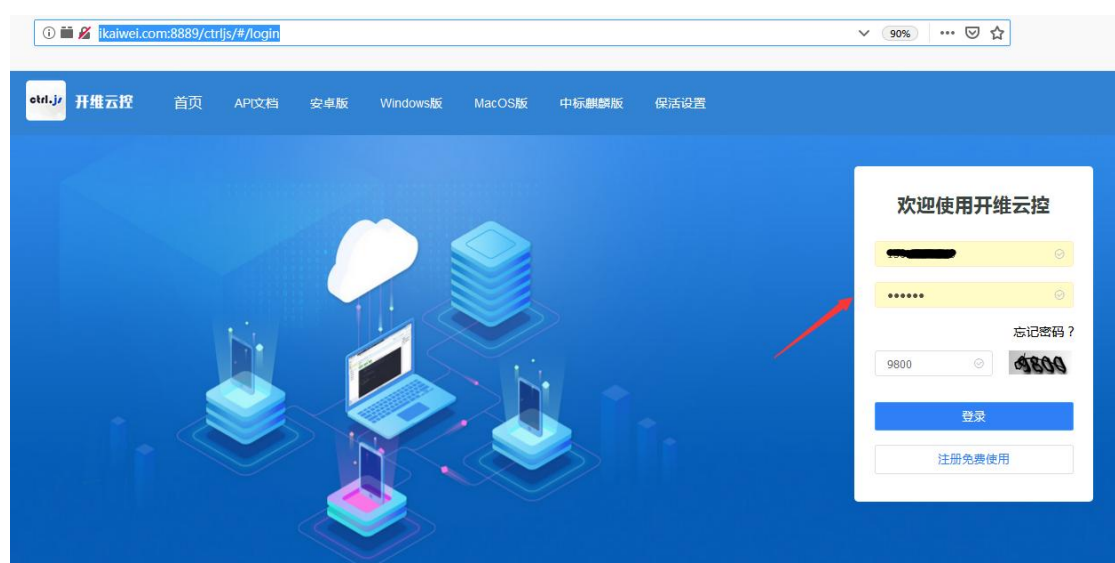 ikaiwei.com:8889/ctrljs/#/login
90%
ctrl.js 开维云控 首页 API文档 安卓版 Windows版 MacOS版 中标麒麟版 保活设置
欢迎使用开维云控
••••••
忘记密码？
9800 9800
登录
注册免费使用